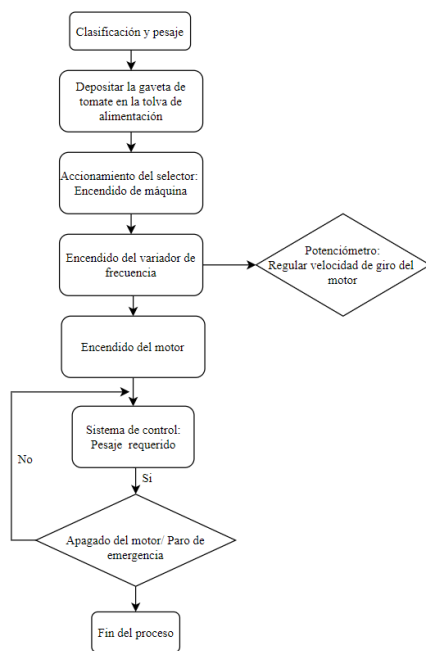 Clasificación y pesaje
Depositar la gaveta de
tomate en la tolva de
alimentación
Accionamiento del selector:
Encendido de máquina
Encendido del variador de
frecuencia
Potenciómetro:
Regular velocidad de giro del
motor
Encendido del motor
Sistema de control:
Pesaje requerido
No
Si
Apagado del motor/ Paro de
emergencia
Fin del proceso